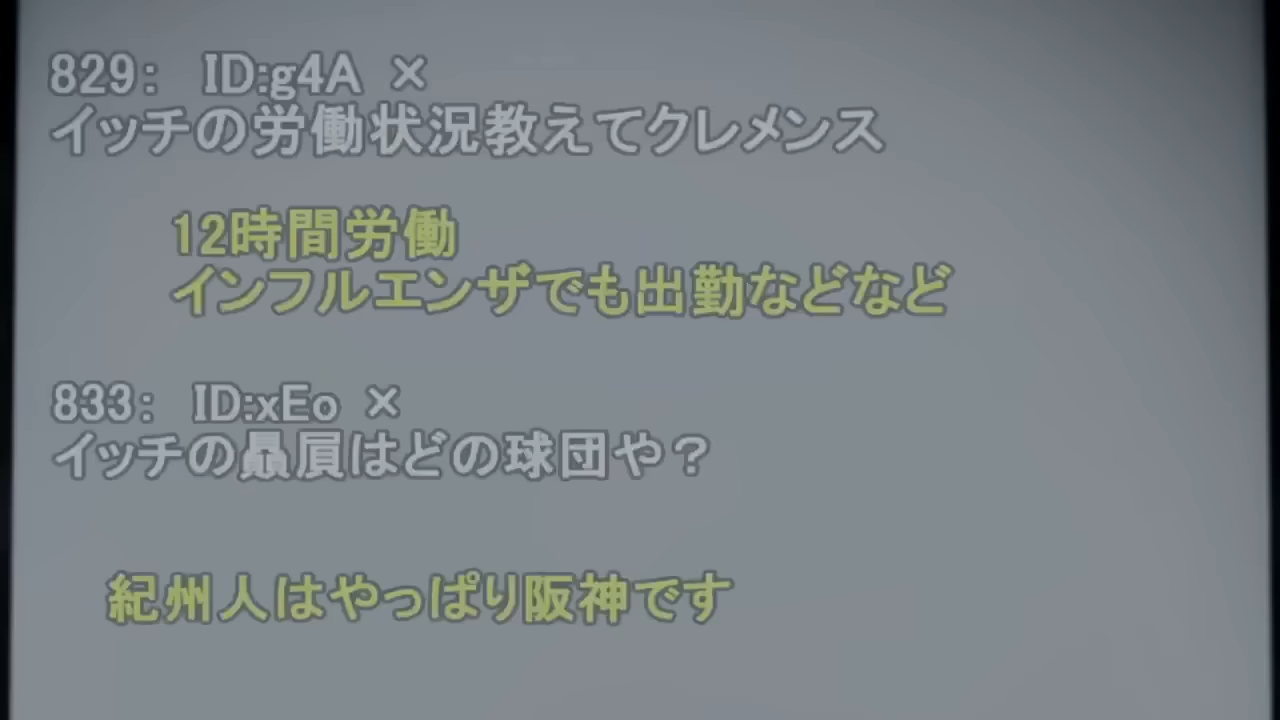 829： ID:g4A ×
イッチの労働状況教えてクレメンス
12時間労働
インフルエンザでも出勤などなど
833： ID:xEo ×
イッチの贔屓はどの球団や？
紀州人はやっぱり阪神です